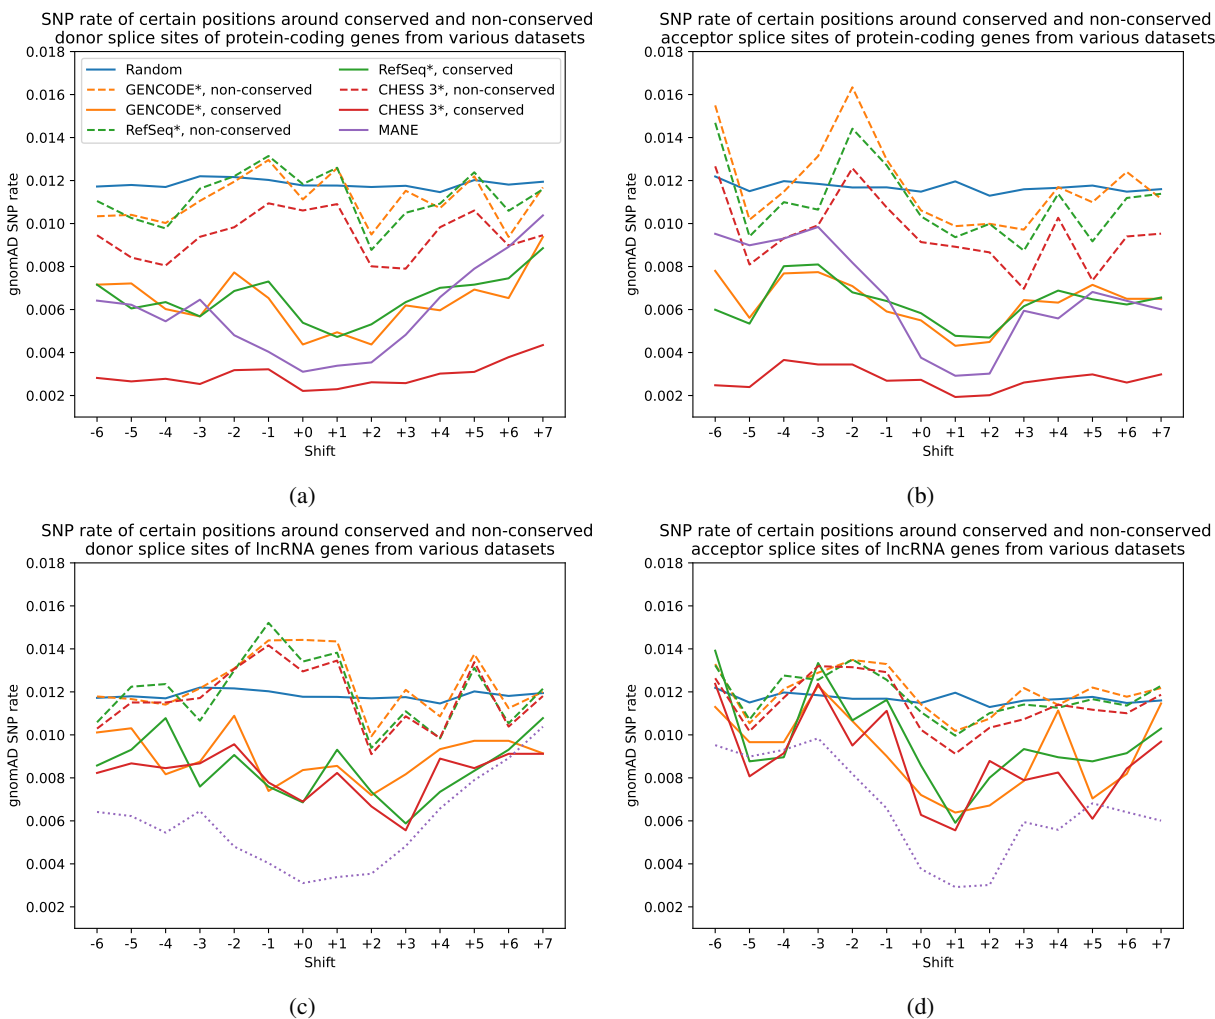 SNP rate of certain positions around conserved and non-conserved
donor splice sites of protein-coding genes from various datasets
0.018
0.016
0.014
0.012
0.010
0.008
0.006
0.004
0.002
gnomAD SNP rate
Random
GENCODE*, non-conserved
GENCODE*, conserved
RefSeq*, non-conserved
RefSeq*, conserved
CHESS 3*, non-conserved
CHESS 3*, conserved
MANE
-6 -5 -4 -3 -2 -1 +0 +1 +2 +3 +4 +5 +6 +7
Shift
(a)
SNP rate of certain positions around conserved and non-conserved
acceptor splice sites of protein-coding genes from various datasets
0.018
0.016
0.014
0.012
0.010
0.008
0.006
0.004
0.002
gnomAD SNP rate
-6 -5 -4 -3 -2 -1 +0 +1 +2 +3 +4 +5 +6 +7
Shift
(b)
SNP rate of certain positions around conserved and non-conserved
donor splice sites of lncRNA genes from various datasets
0.018
0.016
0.014
0.012
0.010
0.008
0.006
0.004
0.002
gnomAD SNP rate
-6 -5 -4 -3 -2 -1 +0 +1 +2 +3 +4 +5 +6 +7
Shift
(c)
SNP rate of certain positions around conserved and non-conserved
acceptor splice sites of lncRNA genes from various datasets
0.018
0.016
0.014
0.012
0.010
0.008
0.006
0.004
0.002
gnomAD SNP rate
-6 -5 -4 -3 -2 -1 +0 +1 +2 +3 +4 +5 +6 +7
Shift
(d)